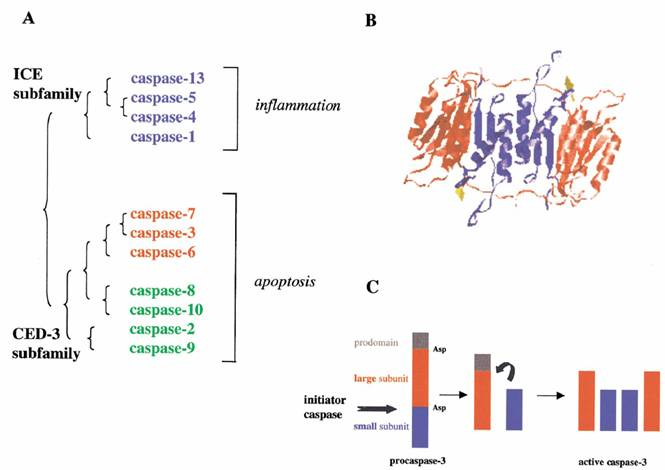 A
ICE
subfamily
caspase-13
caspase-5
caspase-4
caspase-1
inflammation
caspase-7
caspase-3
caspase-6
caspase-8
caspase-10
caspase-2
caspase-9
apoptosis
CED-3
subfamily
B
C
prodomain
Asp
large subunit
initiator
caspase
Asp
small subunit
procaspase-3
active caspase-3